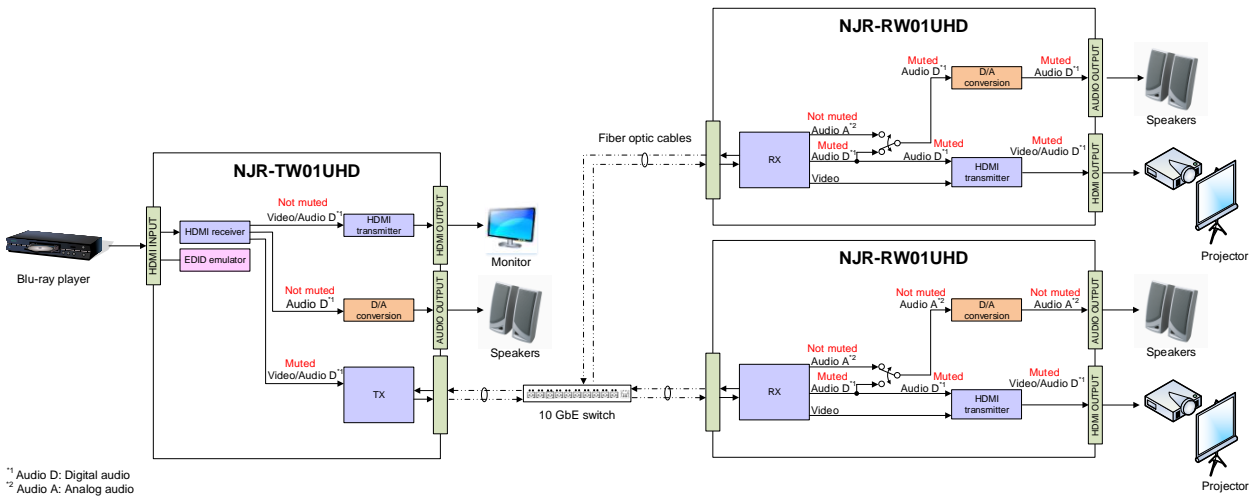 NJR-TW01UHD
HDMI INPUT
HDMI receiver
EDID emulator
Blu-ray player
Not muted
Video/Audio D*1
HDMI
transmitter
HDMI OUTPUT
Monitor
Not muted
Audio D*1
D/A
conversion
AUDIO OUTPUT
Speakers
Muted
Video/Audio D*1
TX
Fiber optic cables
10 GbE switch
NJR-RW01UHD
RX
Not muted
Audio A*2
Muted
Audio D*1
Video
Muted
Audio D*1
D/A
conversion
Muted
Audio D*1
AUDIO OUTPUT
Speakers
Muted
Audio D*1
HDMI
transmitter
Muted
Video/Audio D*1
HDMI OUTPUT
Projector
NJR-RW01UHD
RX
Not muted
Audio A*2
Muted
Audio D*1
Video
Not muted
Audio A*2
D/A
conversion
Not muted
Audio A*2
AUDIO OUTPUT
Speakers
Muted
Audio D*1
HDMI
transmitter
Muted
Video/Audio D*1
HDMI OUTPUT
Projector
*1 Audio D: Digital audio
*2 Audio A: Analog audio